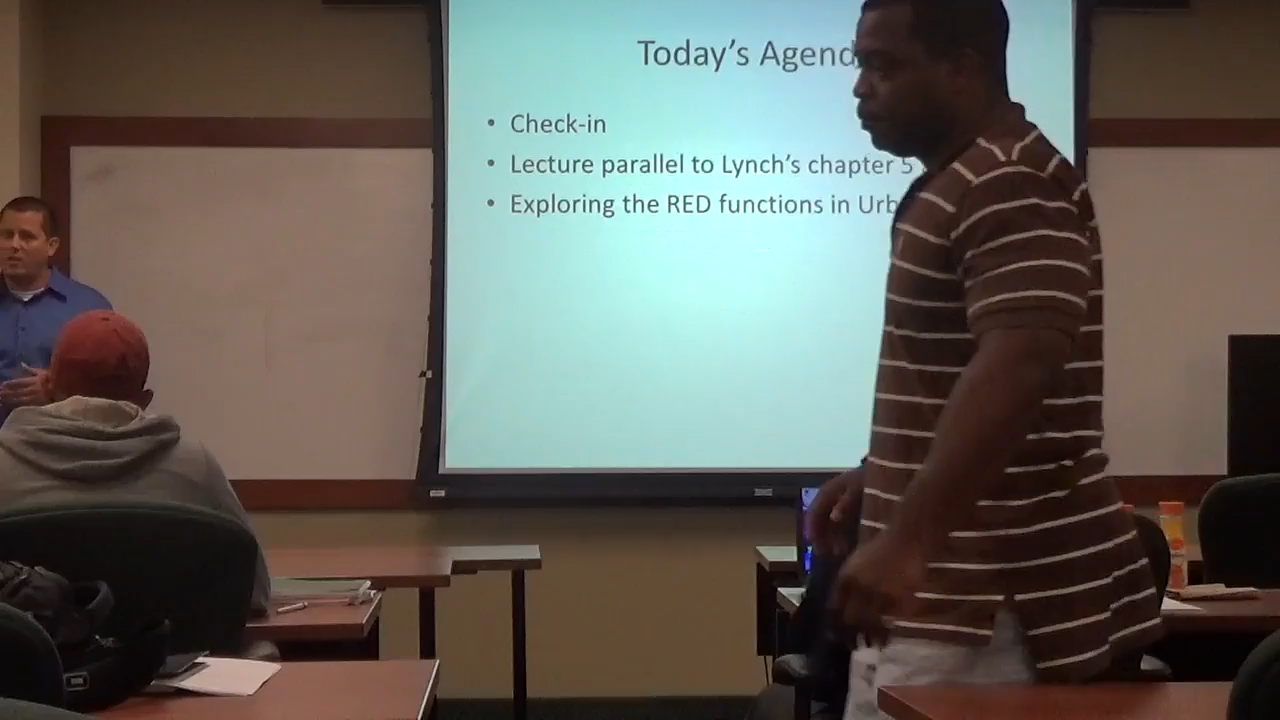 Today's Agend
• Check-in
• Lecture parallel to Lynch's chapter 5
• Exploring the RED functions in Urb